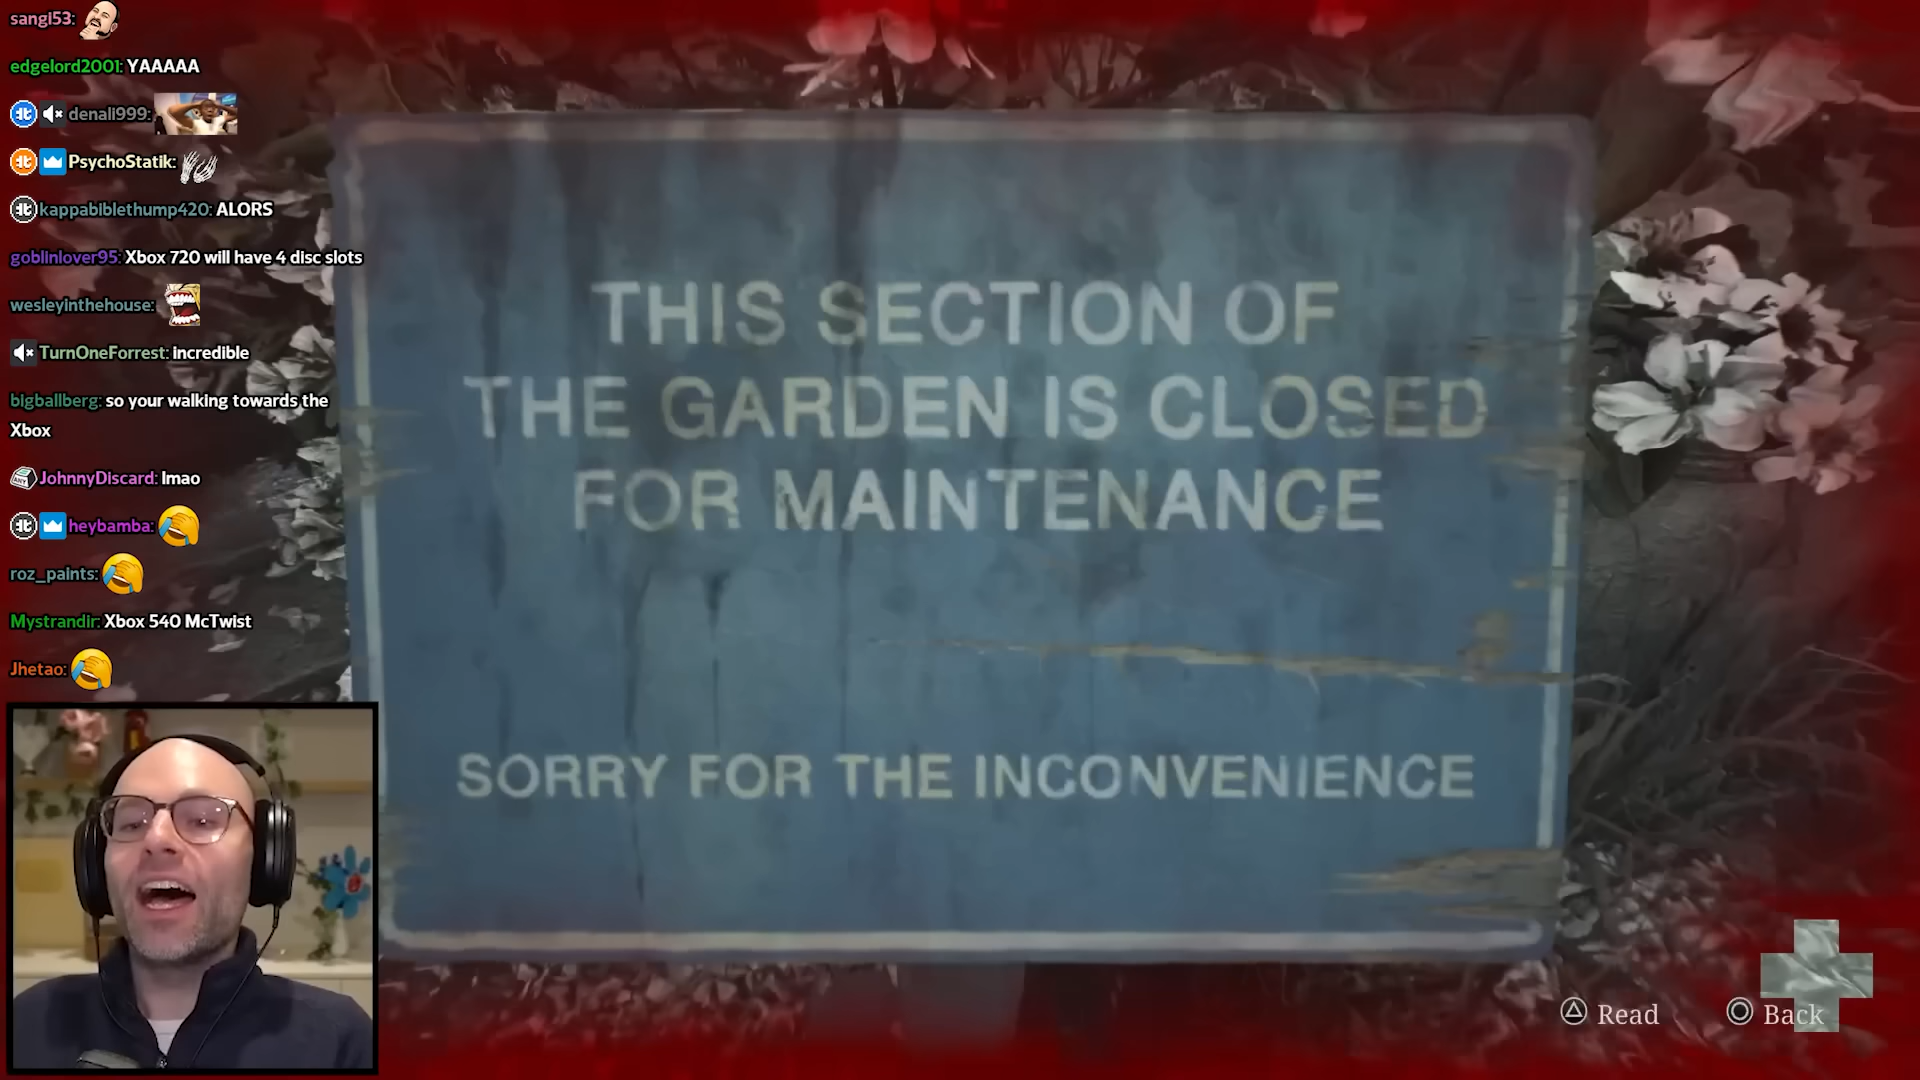 sangi53:
edgelord2001: YAAAAA
denali999:
PsychoStatik:
kappabiblethump420: ALORS
goblinlover95: Xbox 720 will have 4 disc slots
wesleyinthehouse:
TurnOneForrest: incredible
bigballberg: so your walking towards the
Xbox
JohnnyDiscard: lmao
heybamba:
roz_paints:
Mystrandir: Xbox 540 McTwist
Jhetao:
THIS SECTION OF
THE GARDEN IS CLOSED
FOR MAINTENANCE
SORRY FOR THE INCONVENIENCE
Read
Back